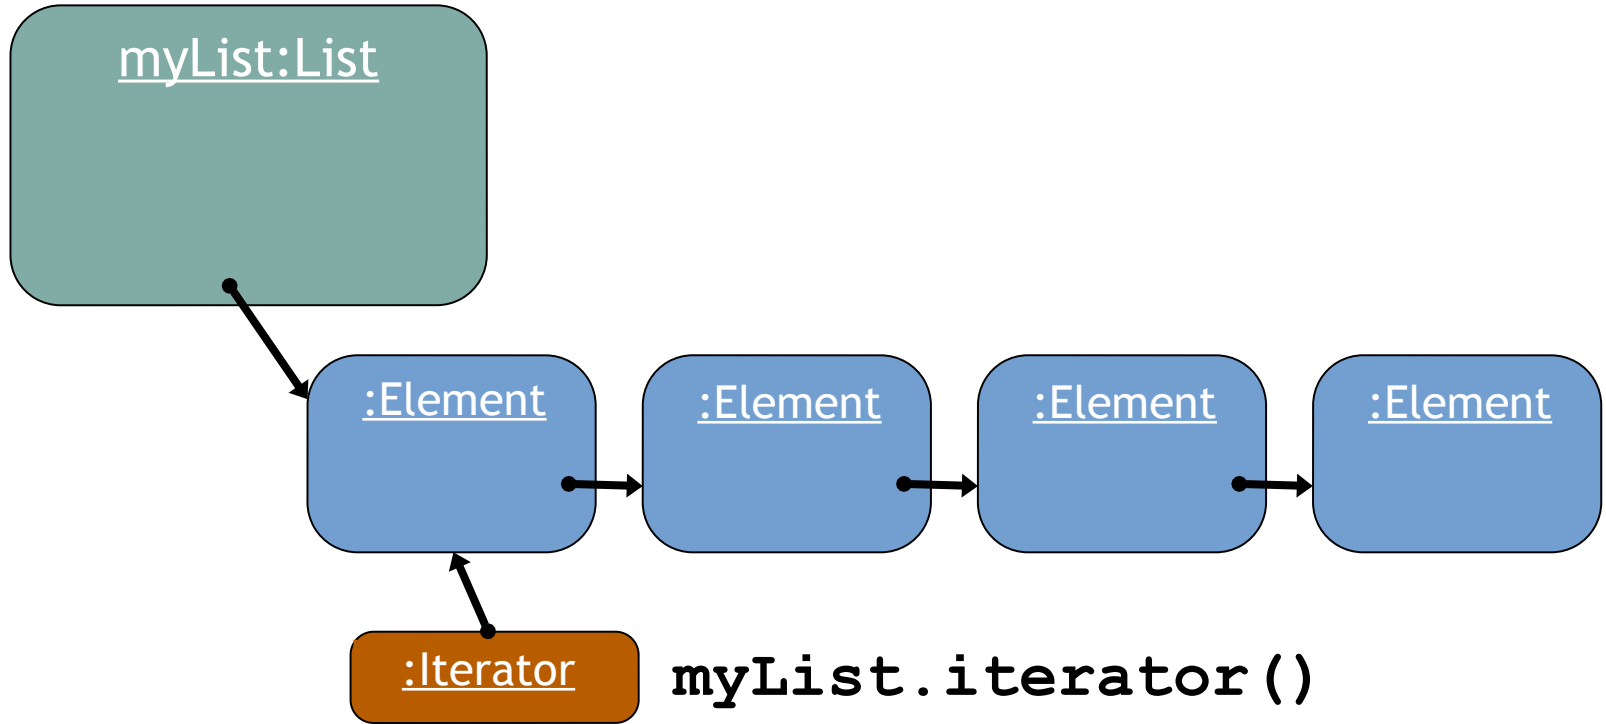 myList:List
:Element
:Element
:Element
:Element
:Iterator
myList.iterator()